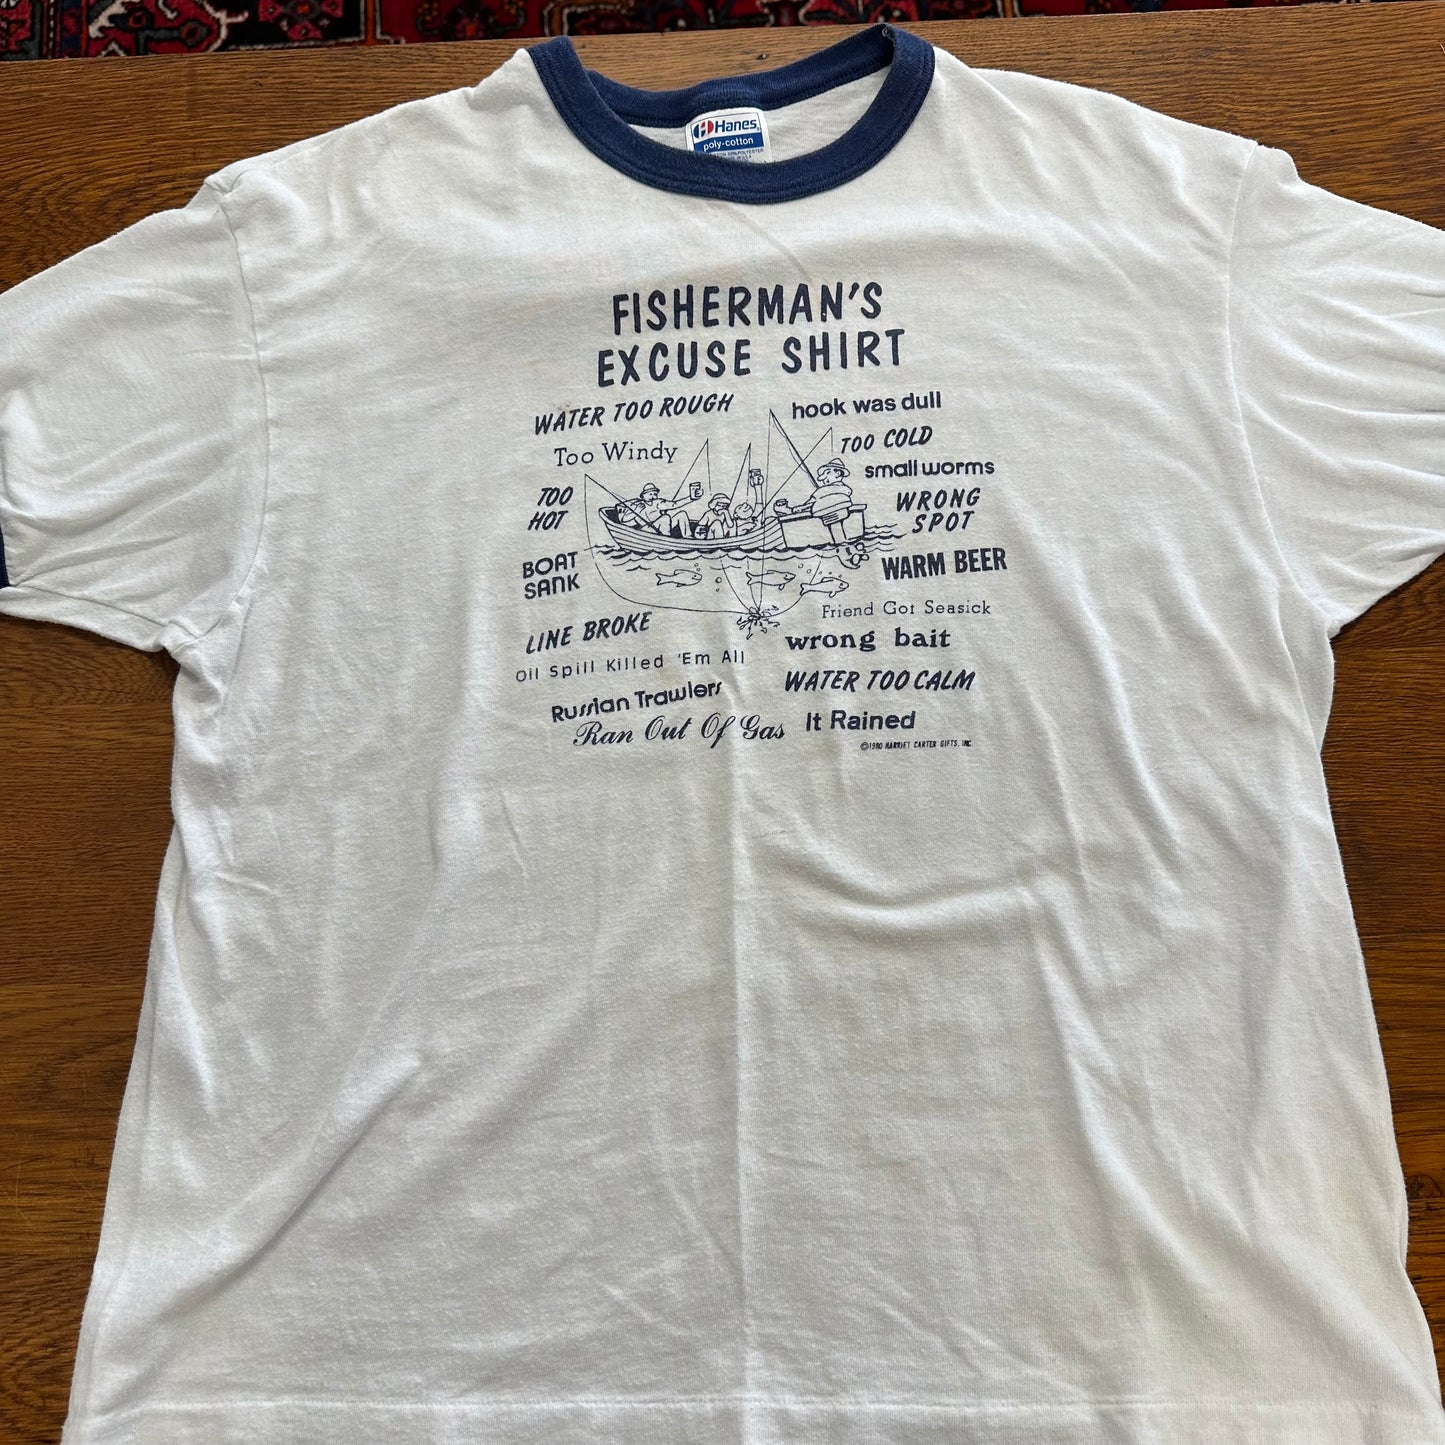 Hanes
poly-cotton
FISHERMAN'S
EXCUSE SHIRT
WATER TOO ROUGH
hook was dull
Too Windy
TOO COLD
small worms
TOO
HOT
WRONG
SPOT
BOAT
SANK
WARM BEER
Friend Got Seasick
LINE BROKE
wrong bait
Oil Spill Killed 'Em All
WATER TOO CALM
Russian Trawlers
Ran Out Of Gas
It Rained
©1980 HARRIET CARTER GIFTS, INC